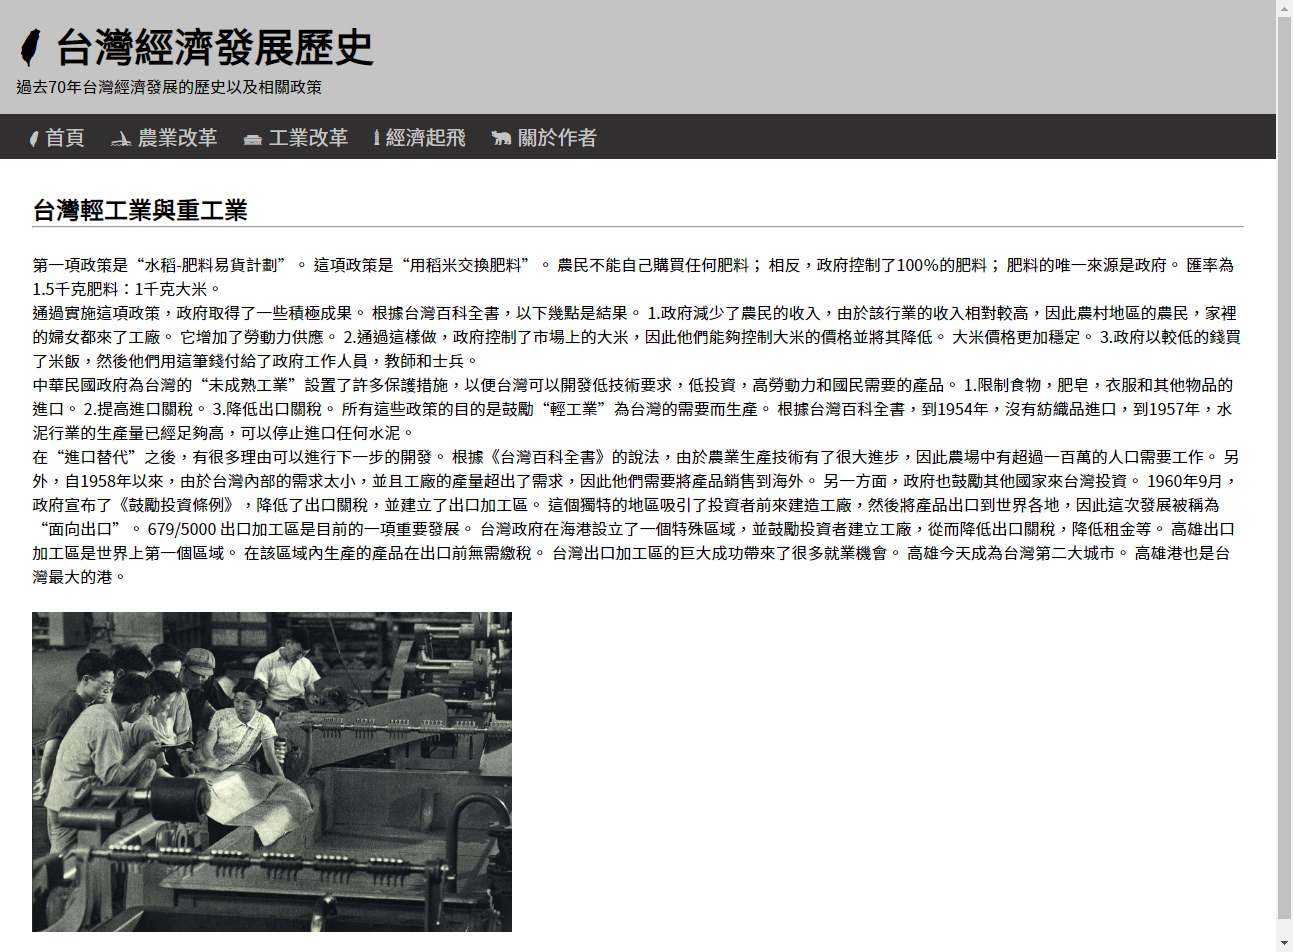 台灣經濟發展歷史
過去70年台灣經濟發展的歷史以及相關政策
首頁 農業改革 工業改革 經濟起飛 關於作者
台灣輕工業與重工業
第一項政策是“水稻-肥料易貨計劃”。 這項政策是“用稻米交換肥料”。 農民不能自己購買任何肥料； 相反，政府控制了100%的肥料； 肥料的唯一來源是政府。 匯率為
1.5千克肥料：1千克大米。
通過實施這項政策，政府取得了一些積極成果。 根據台灣百科全書，以下幾點是結果。 1.政府減少了農民的收入，由於該行業的收入相對較高，因此農村地區的農民，家裡
的婦女都來了工廠。 它增加了勞動力供應。 2.通過這樣做，政府控制了市場上的大米，因此他們能夠控制大米的價格並將其降低。 大米價格更加穩定。 3.政府以較低的錢買
了米飯，然後他們用這筆錢付給了政府工作人員，教師和士兵。
中華民國政府為台灣的“未成熟工業”設置了許多保護措施，以便台灣可以開發低技術要求，低投資，高勞動力和國民需要的產品。 1.限制食物，肥皂，衣服和其他物品的
進口。 2.提高進口關稅。 3.降低出口關稅。 所有這些政策的目的是鼓勵“輕工業”為台灣的需要而生產。 根據台灣百科全書，到1954年，沒有紡織品進口，到1957年，水
泥行業的生產量已經足夠高，可以停止進口任何水泥。
在“進口替代”之後，有很多理由可以進行下一步的開發。 根據《台灣百科全書》的說法，由於農業生產技術有了很大進步，因此農場中有超過一百萬的人口需要工作。 另
外，自1958年以來，由於台灣內部的需求太小，並且工廠的產量超出了需求，因此他們需要將產品銷售到海外。 另一方面，政府也鼓勵其他國家來台灣投資。 1960年9月，
政府宣布了《鼓勵投資條例》，降低了出口關稅，並建立了出口加工區。 這個獨特的地區吸引了投資者前來建造工廠，然後將產品出口到世界各地，因此這次發展被稱為
“面向出口”。 679/5000 出口加工區是目前的一項重要發展。 台灣政府在海港設立了一個特殊區域，並鼓勵投資者建立工廠，從而降低出口關稅，降低租金等。 高雄出口
加工區是世界上第一個區域。 在該區域內生產的產品在出口前無需繳稅。 台灣出口加工區的巨大成功帶來了很多就業機會。 高雄今天成為台灣第二大城市。 高雄港也是台
灣最大的港。